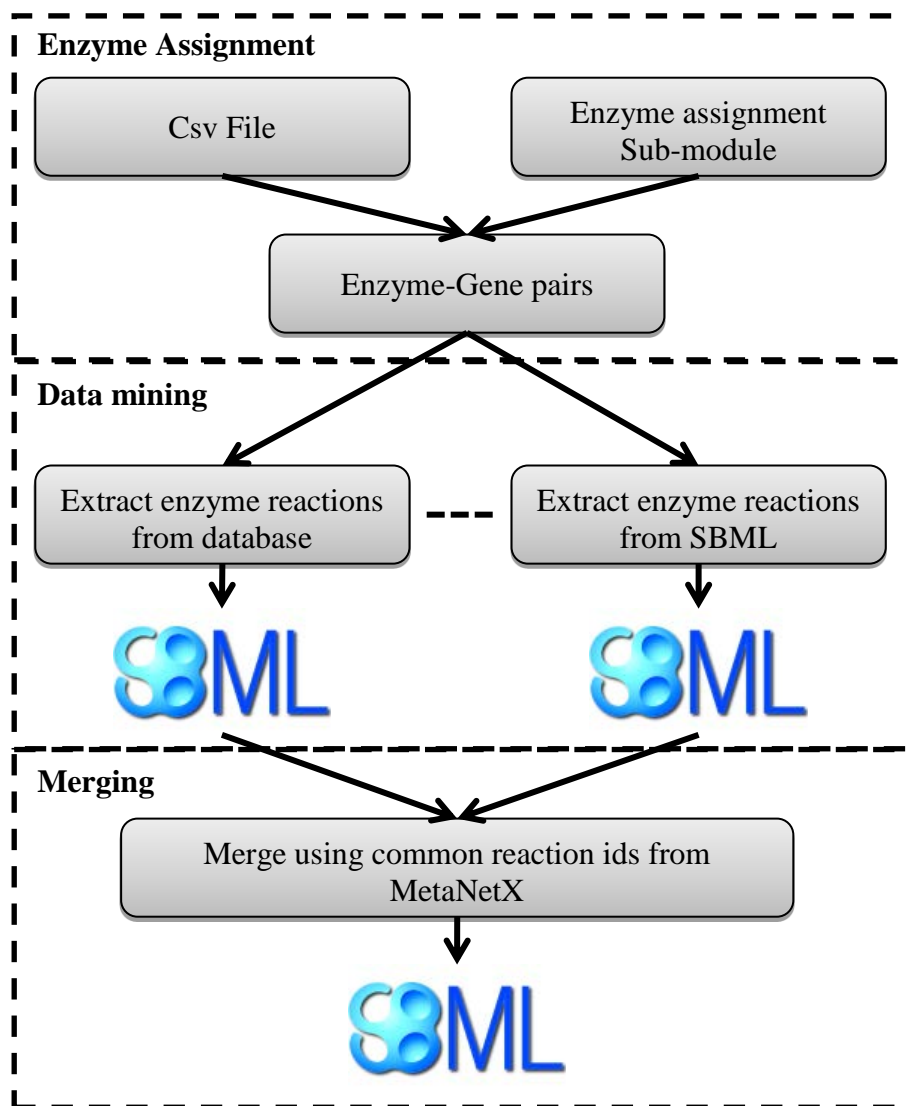 Enzyme Assignment
Csv File
Enzyme assignment
Sub-module
Enzyme-Gene pairs
Data mining
Extract enzyme reactions
from database
Extract enzyme reactions
from SBML
SBML
SBML
Merging
Merge using common reaction ids from
MetaNetX
SBML